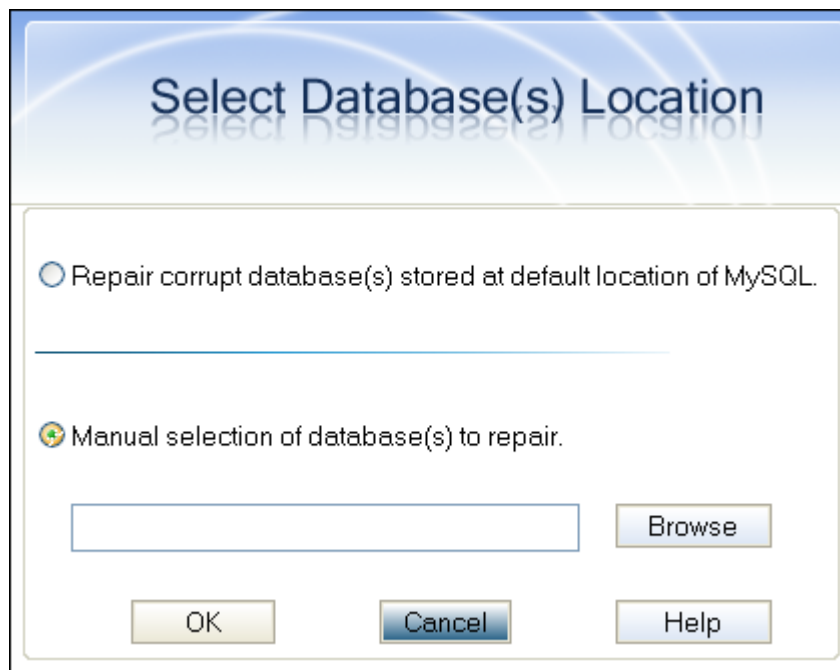 Select Database(s) Location
Repair corrupt database(s) stored at default location of MySQL.
Manual selection of database(s) to repair.
Browse
OK
Cancel
Help